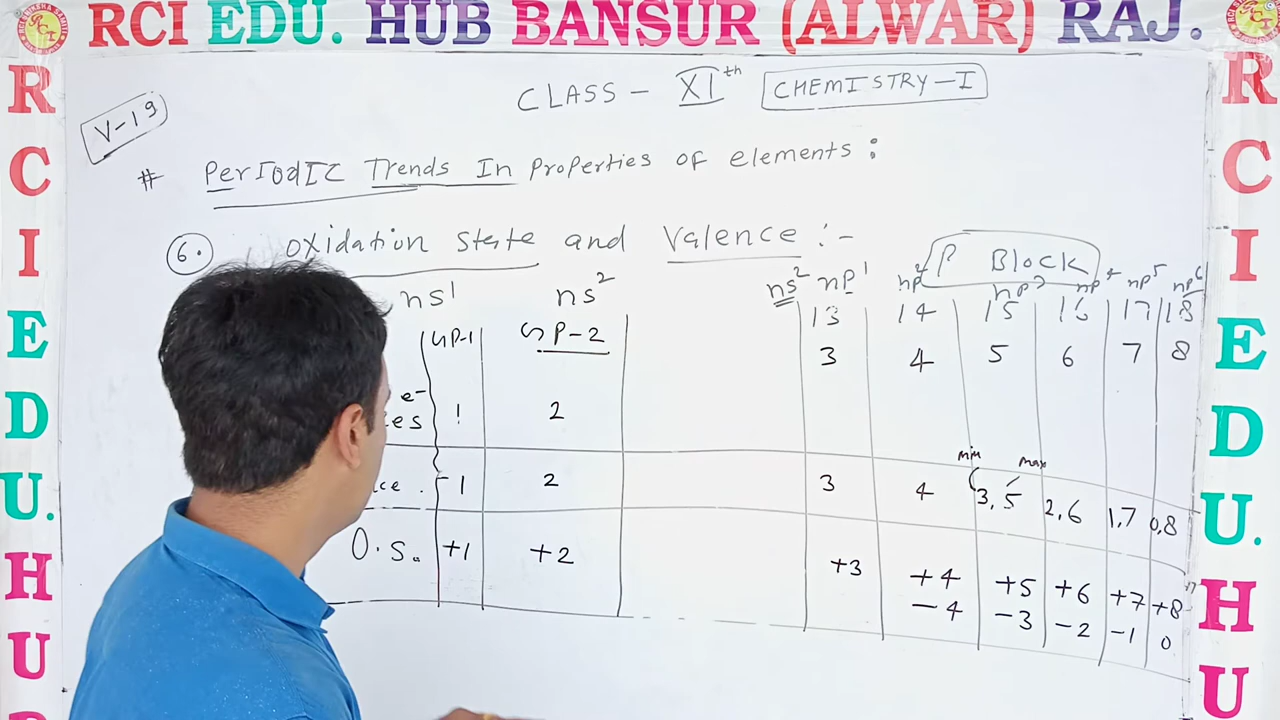 RCI EDU. HUB BANSUR (ALWAR) RAJ.
R
C
I
E
D
U.
H
U
R
C
I
E
D
U.
H
U
CLASS - XIth CHEMISTRY-I
V-19
# PerIodIC Trends In Properties of elements:
6. Oxidation State and Valence :-
P Block
ns1 ns2 ns2 np1 np2 np3 np4 np5 np6
GP-1 GP-2 13 14 15 16 17 18
3 4 5 6 7 8
e-
es 1 2
min max
ce. 1 2 3 4 3,5 2,6 1,7 0,8
O.S. +1 +2 +3 +4 +5 +6 +7 +8
-4 -3 -2 -1 0